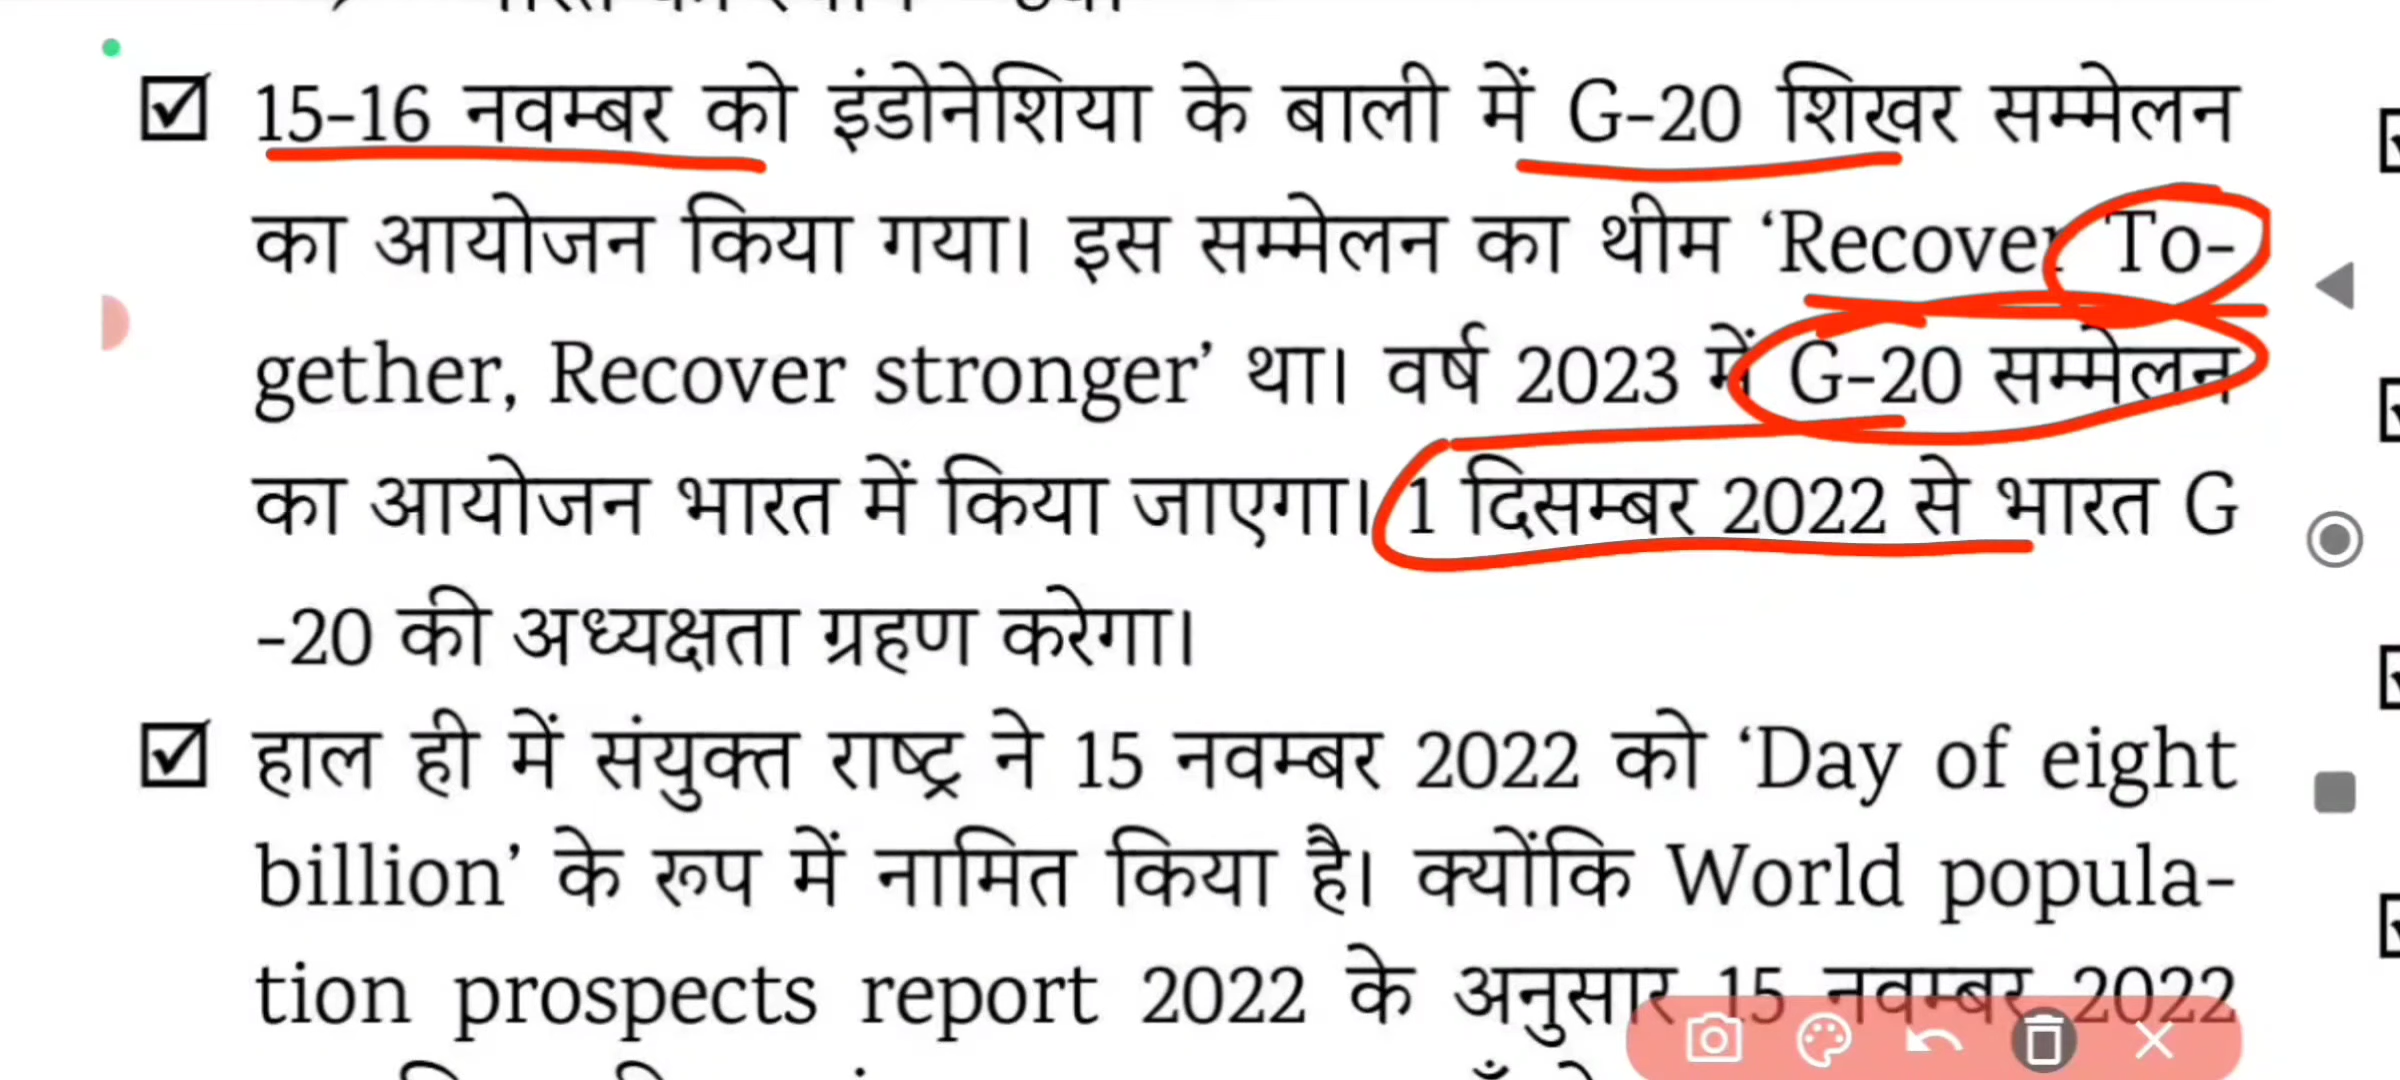 15-16 नवम्बर को इंडोनेशिया के बाली में G-20 शिखर सम्मेलन
का आयोजन किया गया। इस सम्मेलन का थीम ‘Recover To-
gether, Recover stronger’ था। वर्ष 2023 में G-20 सम्मेलन
का आयोजन भारत में किया जाएगा। 1 दिसम्बर 2022 से भारत G
-20 की अध्यक्षता ग्रहण करेगा।
हाल ही में संयुक्त राष्ट्र ने 15 नवम्बर 2022 को ‘Day of eight
billion’ के रूप में नामित किया है। क्योंकि World popula-
tion prospects report 2022 के अनुसार 15 नवम्बर 2022